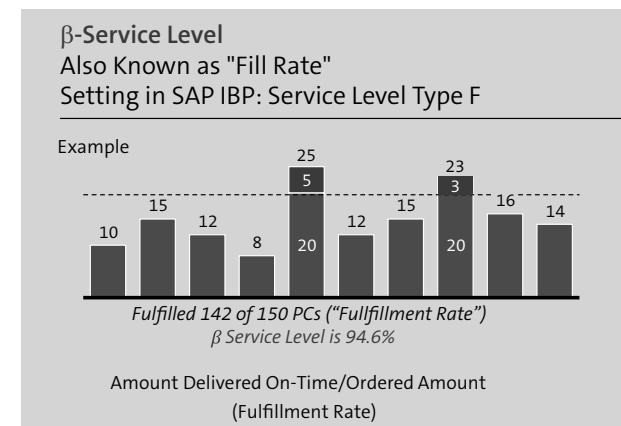 β-Service Level
Also Known as "Fill Rate"
Setting in SAP IBP: Service Level Type F
Example
25
23
5
3
15
15
16
14
12
12
10
8
20
20
Fulfilled 142 of 150 PCs (“Fullfillment Rate”)
β Service Level is 94.6%
Amount Delivered On-Time/Ordered Amount
(Fulfillment Rate)